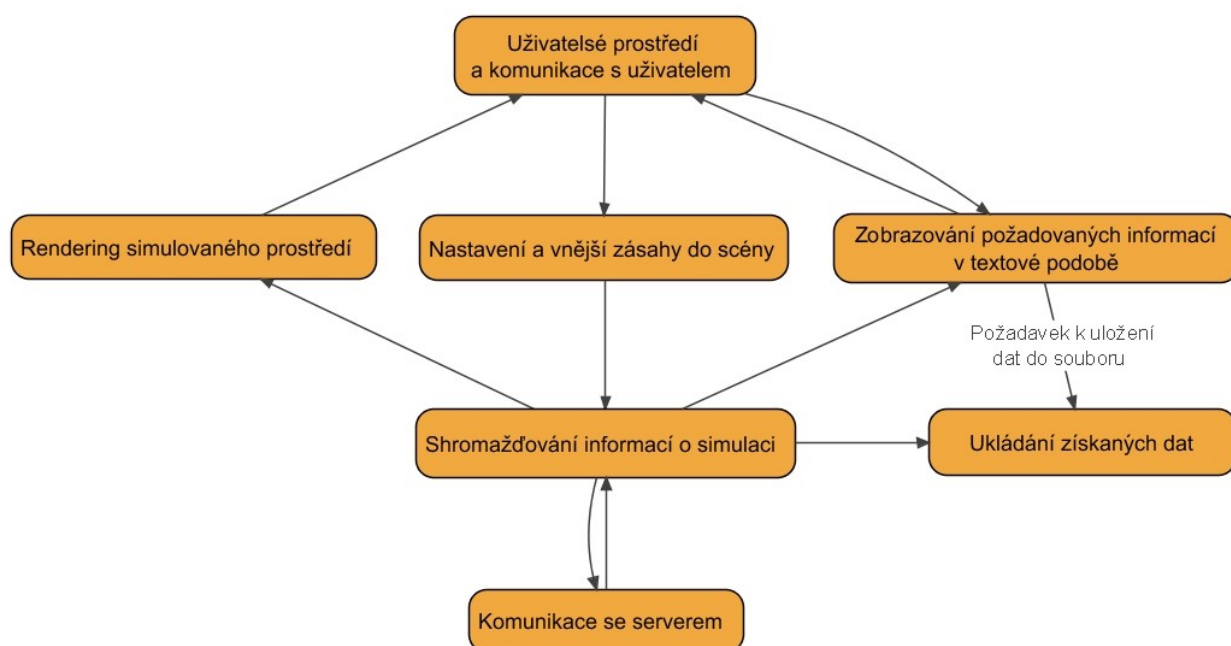 Uživatelsé prostředí
a komunikace s uživatelem
Rendering simulovaného prostředí
Nastavení a vnější zásahy do scény
Zobrazování požadovaných informací
v textové podobě
Požadavek k uložení
dat do souboru
Shromažďování informací o simulaci
Ukládání získaných dat
Komunikace se serverem